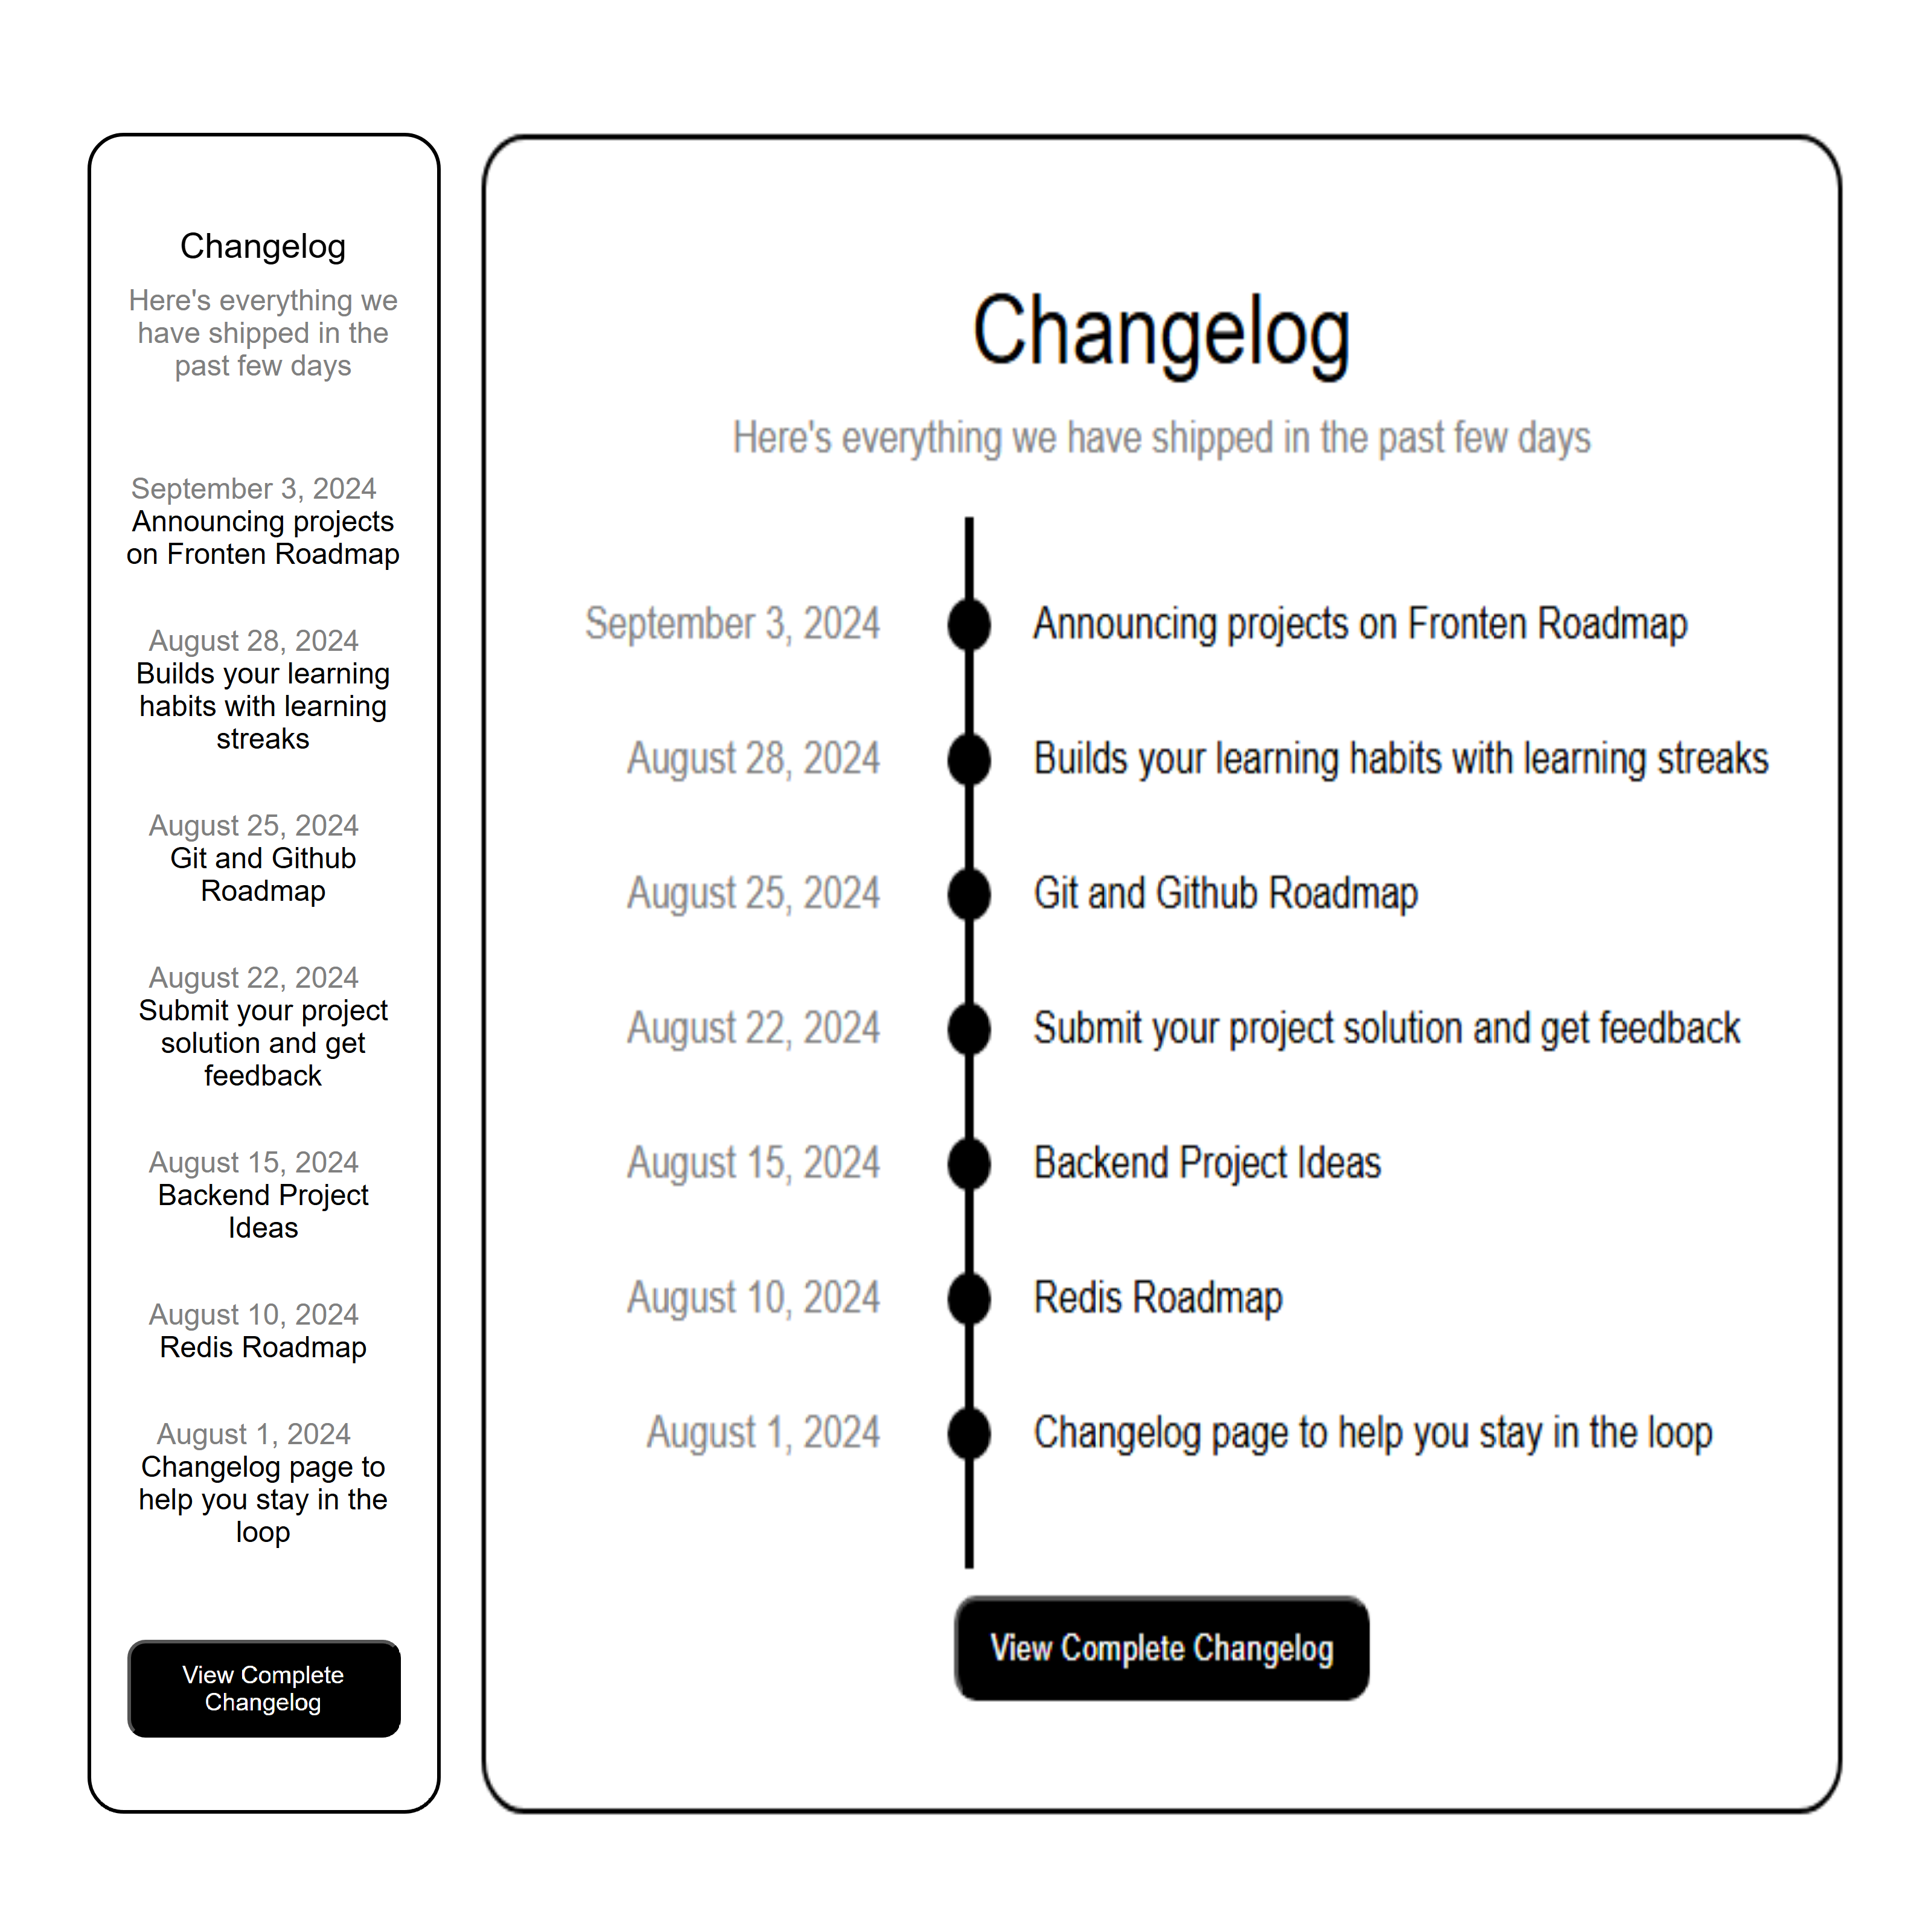 Changelog
Here's everything we
have shipped in the
past few days
September 3, 2024
Announcing projects
on Fronten Roadmap
August 28, 2024
Builds your learning
habits with learning
streaks
August 25, 2024
Git and Github
Roadmap
August 22, 2024
Submit your project
solution and get
feedback
August 15, 2024
Backend Project
Ideas
August 10, 2024
Redis Roadmap
August 1, 2024
Changelog page to
help you stay in the
loop
View Complete
Changelog
Changelog
Here's everything we have shipped in the past few days
September 3, 2024 Announcing projects on Fronten Roadmap
August 28, 2024 Builds your learning habits with learning streaks
August 25, 2024 Git and Github Roadmap
August 22, 2024 Submit your project solution and get feedback
August 15, 2024 Backend Project Ideas
August 10, 2024 Redis Roadmap
August 1, 2024 Changelog page to help you stay in the loop
View Complete Changelog